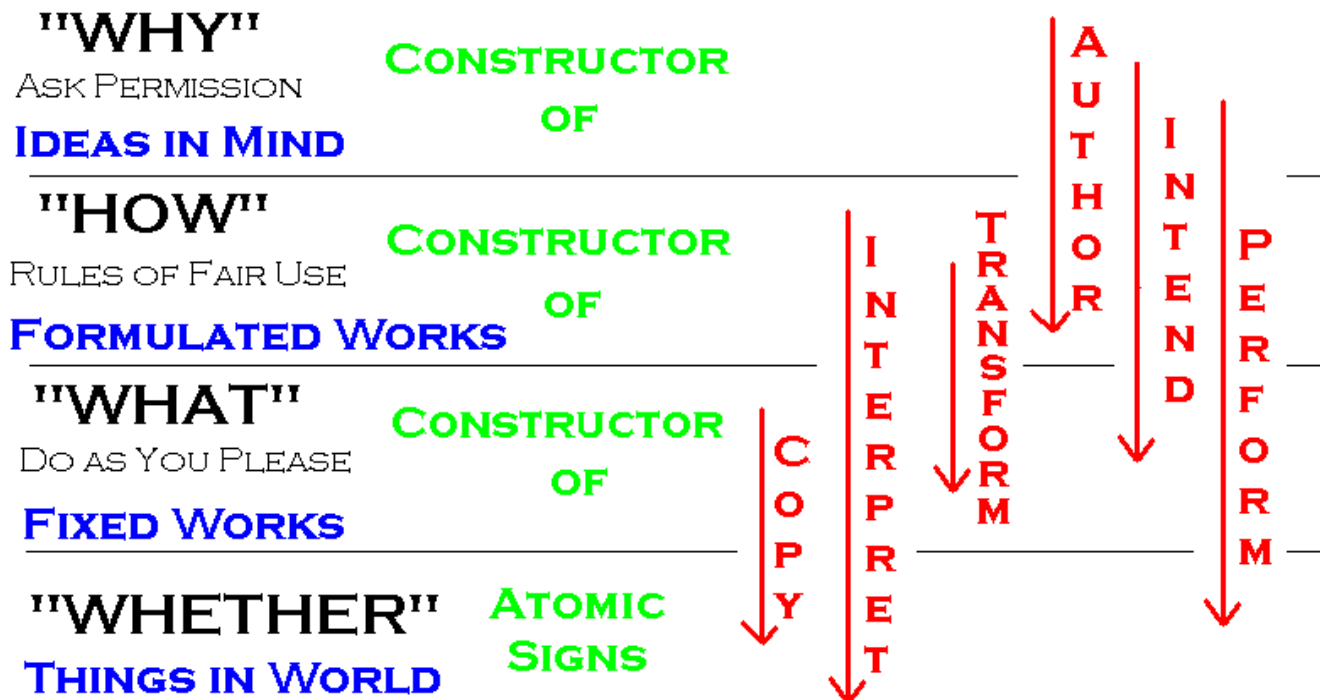 "WHY"
Ask Permission
Ideas in Mind
Constructor
of
"HOW"
Rules of Fair Use
Formulated Works
Constructor
of
"WHAT"
Do as You Please
Fixed Works
Constructor
of
"WHETHER"
Things in World
Atomic
Signs
Copy
Interpret
Transform
Author
Intend
Perform